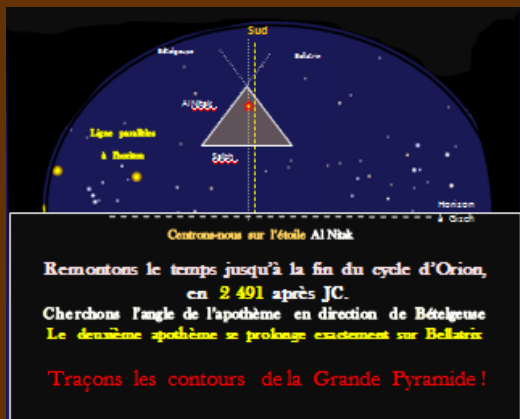 Sud
Bételgeuse
Bellatrix
Al Nitak
Ligne parallèles
à l'horizon
Saïph
Horizon
à Gizeh
Centrons-nous sur l'étoile Al Nitak
Remontons le temps jusqu'à la fin du cycle d'Orion,
en 2 491 après JC.
Cherchons l'angle de l'apothème en direction de Bételgeuse
Le deuxième apothème se prolonge exactement sur Bellatrix
Traçons les contours de la Grande Pyramide !